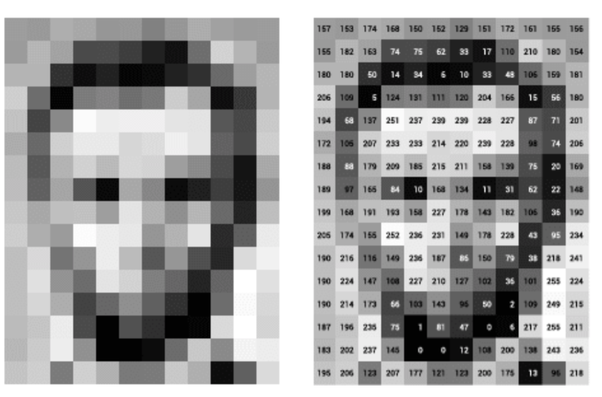 157 153 174 168 150 152 129 151 172 161 155 156
155 182 163 74 75 62 33 17 110 210 180 154
180 180 50 14 34 6 10 33 48 106 159 181
206 109 5 124 131 111 120 204 166 15 56 180
194 68 137 251 237 239 239 228 227 87 71 201
172 106 207 233 233 214 220 239 228 98 74 206
188 88 179 209 185 215 211 158 139 75 20 169
189 97 165 84 10 168 134 11 31 62 22 148
199 168 191 193 158 227 178 143 182 106 36 190
205 174 155 252 236 231 149 178 228 43 95 234
190 216 116 149 236 187 86 150 79 38 218 241
190 224 147 108 227 210 127 102 36 101 255 224
190 214 173 66 103 143 96 50 2 109 249 215
187 196 235 75 1 81 47 0 6 217 255 211
183 202 237 145 0 0 12 108 200 138 243 236
195 206 123 207 177 121 123 200 175 13 96 218